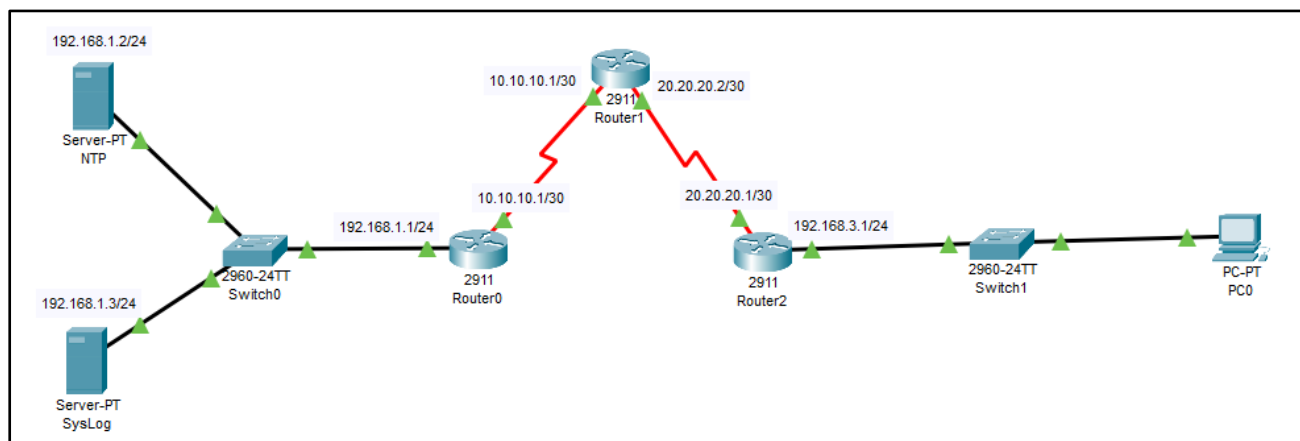 192.168.1.2/24
Server-PT
NTP
192.168.1.3/24
Server-PT
SysLog
2960-24TT
Switch0
192.168.1.1/24
2911
Router0
10.10.10.1/30
10.10.10.1/30
2911
Router1
20.20.20.2/30
20.20.20.1/30
2911
Router2
192.168.3.1/24
2960-24TT
Switch1
PC-PT
PC0